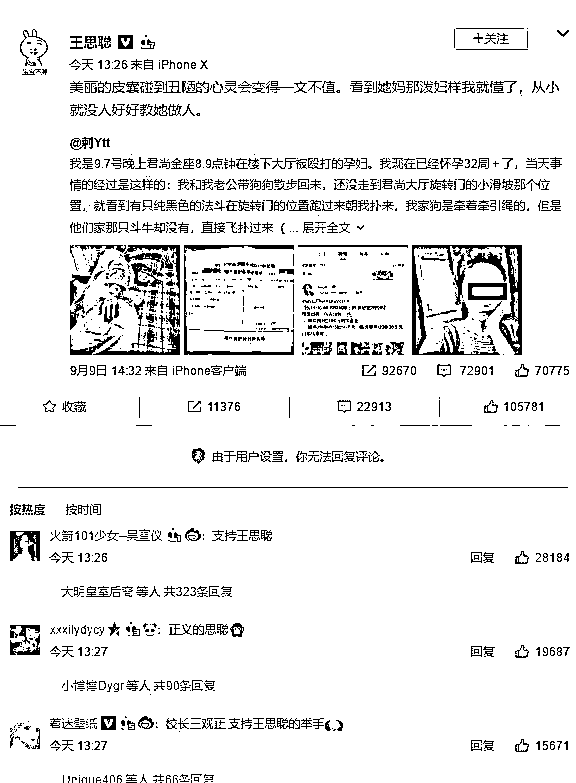 王思聪
今天 13:26 来自 iPhone X
+关注
美丽的皮囊碰到丑陋的心灵会变得一文不值。看到她妈那泼妇样我就懂了，从小
就没人好好教她做人。
@刺Ytt
我是9.7号晚上君尚金座8.9点钟在楼下大厅被殴打的孕妇。我现在已经怀孕32周＋了，当天事
情的经过是这样的：我和我老公带狗狗散步回来，还没走到君尚大厅旋转门的小滑坡那个位
置，就看到有只纯黑色的法斗在旋转门的位置跑过来朝我扑来，我家狗是牵着牵引绳的，但是
他们家那只斗牛却没有，直接飞扑过来（ ... 展开全文
9月9日 14:32 来自 iPhone客户端
92670 72901 70775
收藏 11376 22913 105781
由于用户设置，你无法回复评论。
按热度 按时间
火箭101少女-吴宣仪：支持王思聪
今天 13:26 回复 28184
大明皇室后宫 等人 共323条回复
xxxilydycy：正义的思聪
今天 13:27 回复 19687
等人 共90条回复
着迷壁纸：校长三观正 支持王思聪的举手
今天 13:27 回复 15671
Unique406 等人 共66条回复